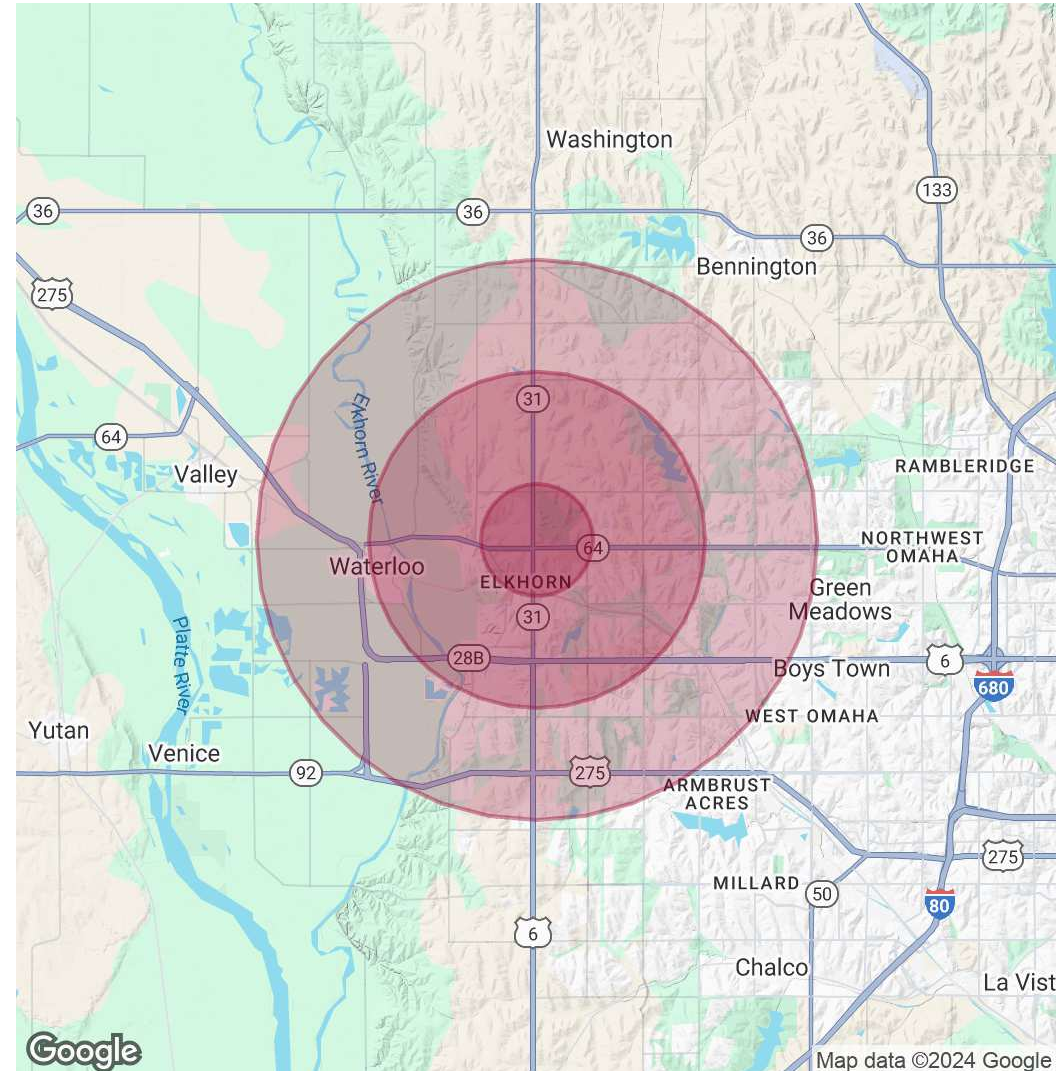 Washington
133
36
36
36
Bennington
275
31
Elkhorn River
64
RAMBLERIDGE
Valley
NORTHWEST
OMAHA
64
Waterloo
ELKHORN
Green
Meadows
31
Platte River
28B
6
Boys Town
680
WEST OMAHA
Yutan
Venice
92
275
ARMBRUST
ACRES
275
MILLARD
50
80
6
Chalco
La Vist
Google
Map data ©2024 Google